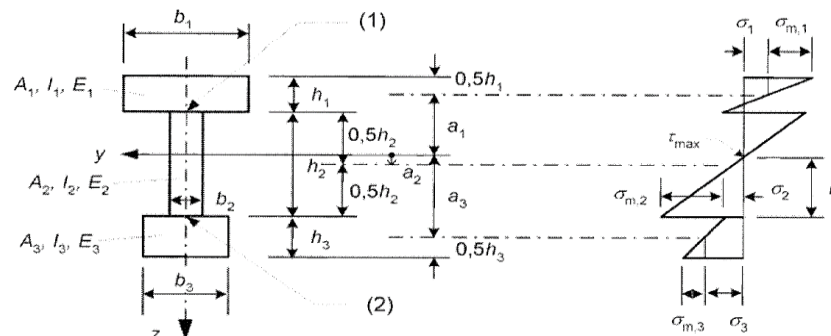 b₁
(1)
σ₁ σm,1
A₁, I₁, E₁
h₁
0,5h₁
a₁
0,5h₂
τmax
y
h₂
a₂
A₂, I₂, E₂
b₂
0,5h₂
a₃
σm,2
σ₂
A₃, I₃, E₃
h₃
0,5h₃
b₃
(2)
σm,3 σ₃
z